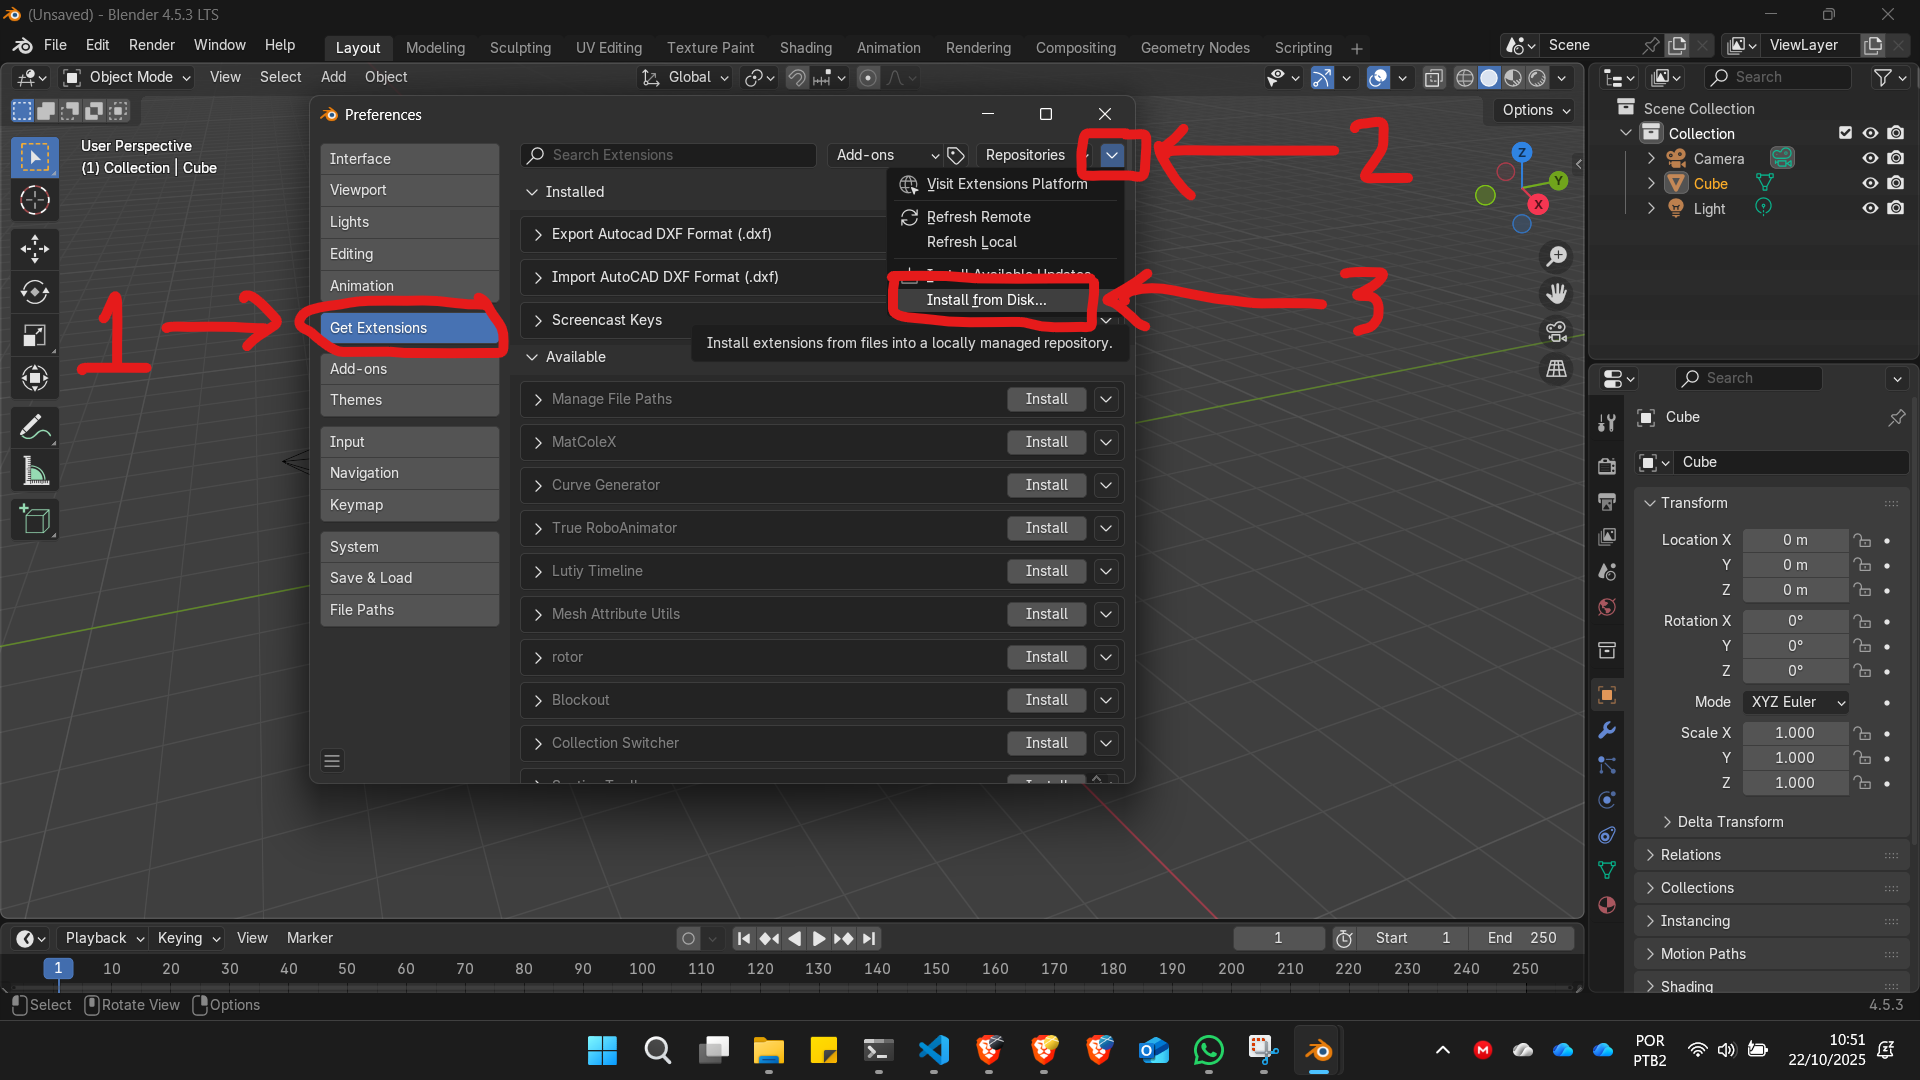 (Unsaved) - Blender 4.5.3 LTS
File Edit Render Window Help
Layout Modeling Sculpting UV Editing Texture Paint Shading Animation Rendering Compositing Geometry Nodes Scripting +
Scene
ViewLayer
Object Mode View Select Add Object
Global
Search
Options
User Perspective
(1) Collection | Cube
Z
Y
X
Preferences
Interface
Viewport
Lights
Editing
Animation
Get Extensions
Add-ons
Themes
Input
Navigation
Keymap
System
Save & Load
File Paths
Search Extensions
Add-ons
Repositories
Installed
Export Autocad DXF Format (.dxf)
Import AutoCAD DXF Format (.dxf)
Screencast Keys
Visit Extensions Platform
Refresh Remote
Refresh Local
Install Available Updates
Install from Disk...
Install extensions from files into a locally managed repository.
Available
Manage File Paths Install
MatColeX Install
Curve Generator Install
True RoboAnimator Install
Lutiy Timeline Install
Mesh Attribute Utils Install
rotor Install
Blockout Install
Collection Switcher Install
1
2
3
Scene Collection
Collection
Camera
Cube
Light
Search
Cube
Cube
Transform
Location X 0 m
Y 0 m
Z 0 m
Rotation X 0°
Y 0°
Z 0°
Mode XYZ Euler
Scale X 1.000
Y 1.000
Z 1.000
Delta Transform
Relations
Collections
Instancing
Motion Paths
Shading
Playback Keying View Marker
1 Start 1 End 250
1 10 20 30 40 50 60 70 80 90 100 110 120 130 140 150 160 170 180 190 200 210 220 230 240 250
Select Rotate View Options
4.5.3
POR
PTB2
10:51
22/10/2025